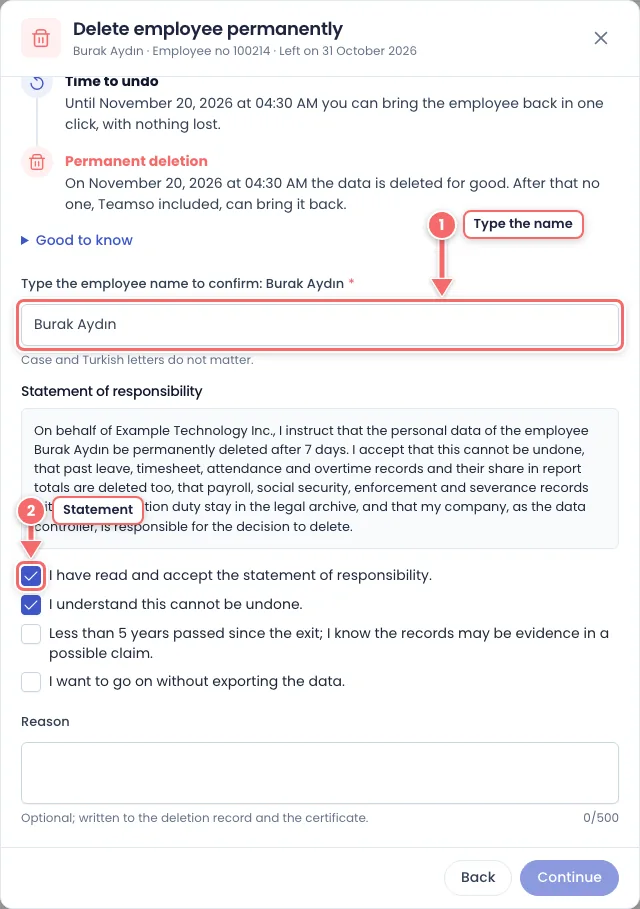 Delete employee permanently
Burak Aydın · Employee no 100214 · Left on 31 October 2026
Time to undo
Until November 20, 2026 at 04:30 AM you can bring the employee back in one
click, with nothing lost.
Permanent deletion
On November 20, 2026 at 04:30 AM the data is deleted for good. After that no
one, Teamso included, can bring it back.
1 Type the name
Good to know
Type the employee name to confirm: Burak Aydın *
Burak Aydın
Case and Turkish letters do not matter.
Statement of responsibility
On behalf of Example Technology Inc., I instruct that the personal data of the employee
Burak Aydın be permanently deleted after 7 days. I accept that this cannot be undone,
that past leave, timesheet, attendance and overtime records and their share in report
totals are deleted too, that payroll, social security, enforcement and severance records
2 Statement
duty stay in the legal archive, and that my company, as the data
controller, is responsible for the decision to delete.
I have read and accept the statement of responsibility.
I understand this cannot be undone.
Less than 5 years passed since the exit; I know the records may be evidence in a
possible claim.
I want to go on without exporting the data.
Reason
Optional; written to the deletion record and the certificate.
0/500
Back
Continue